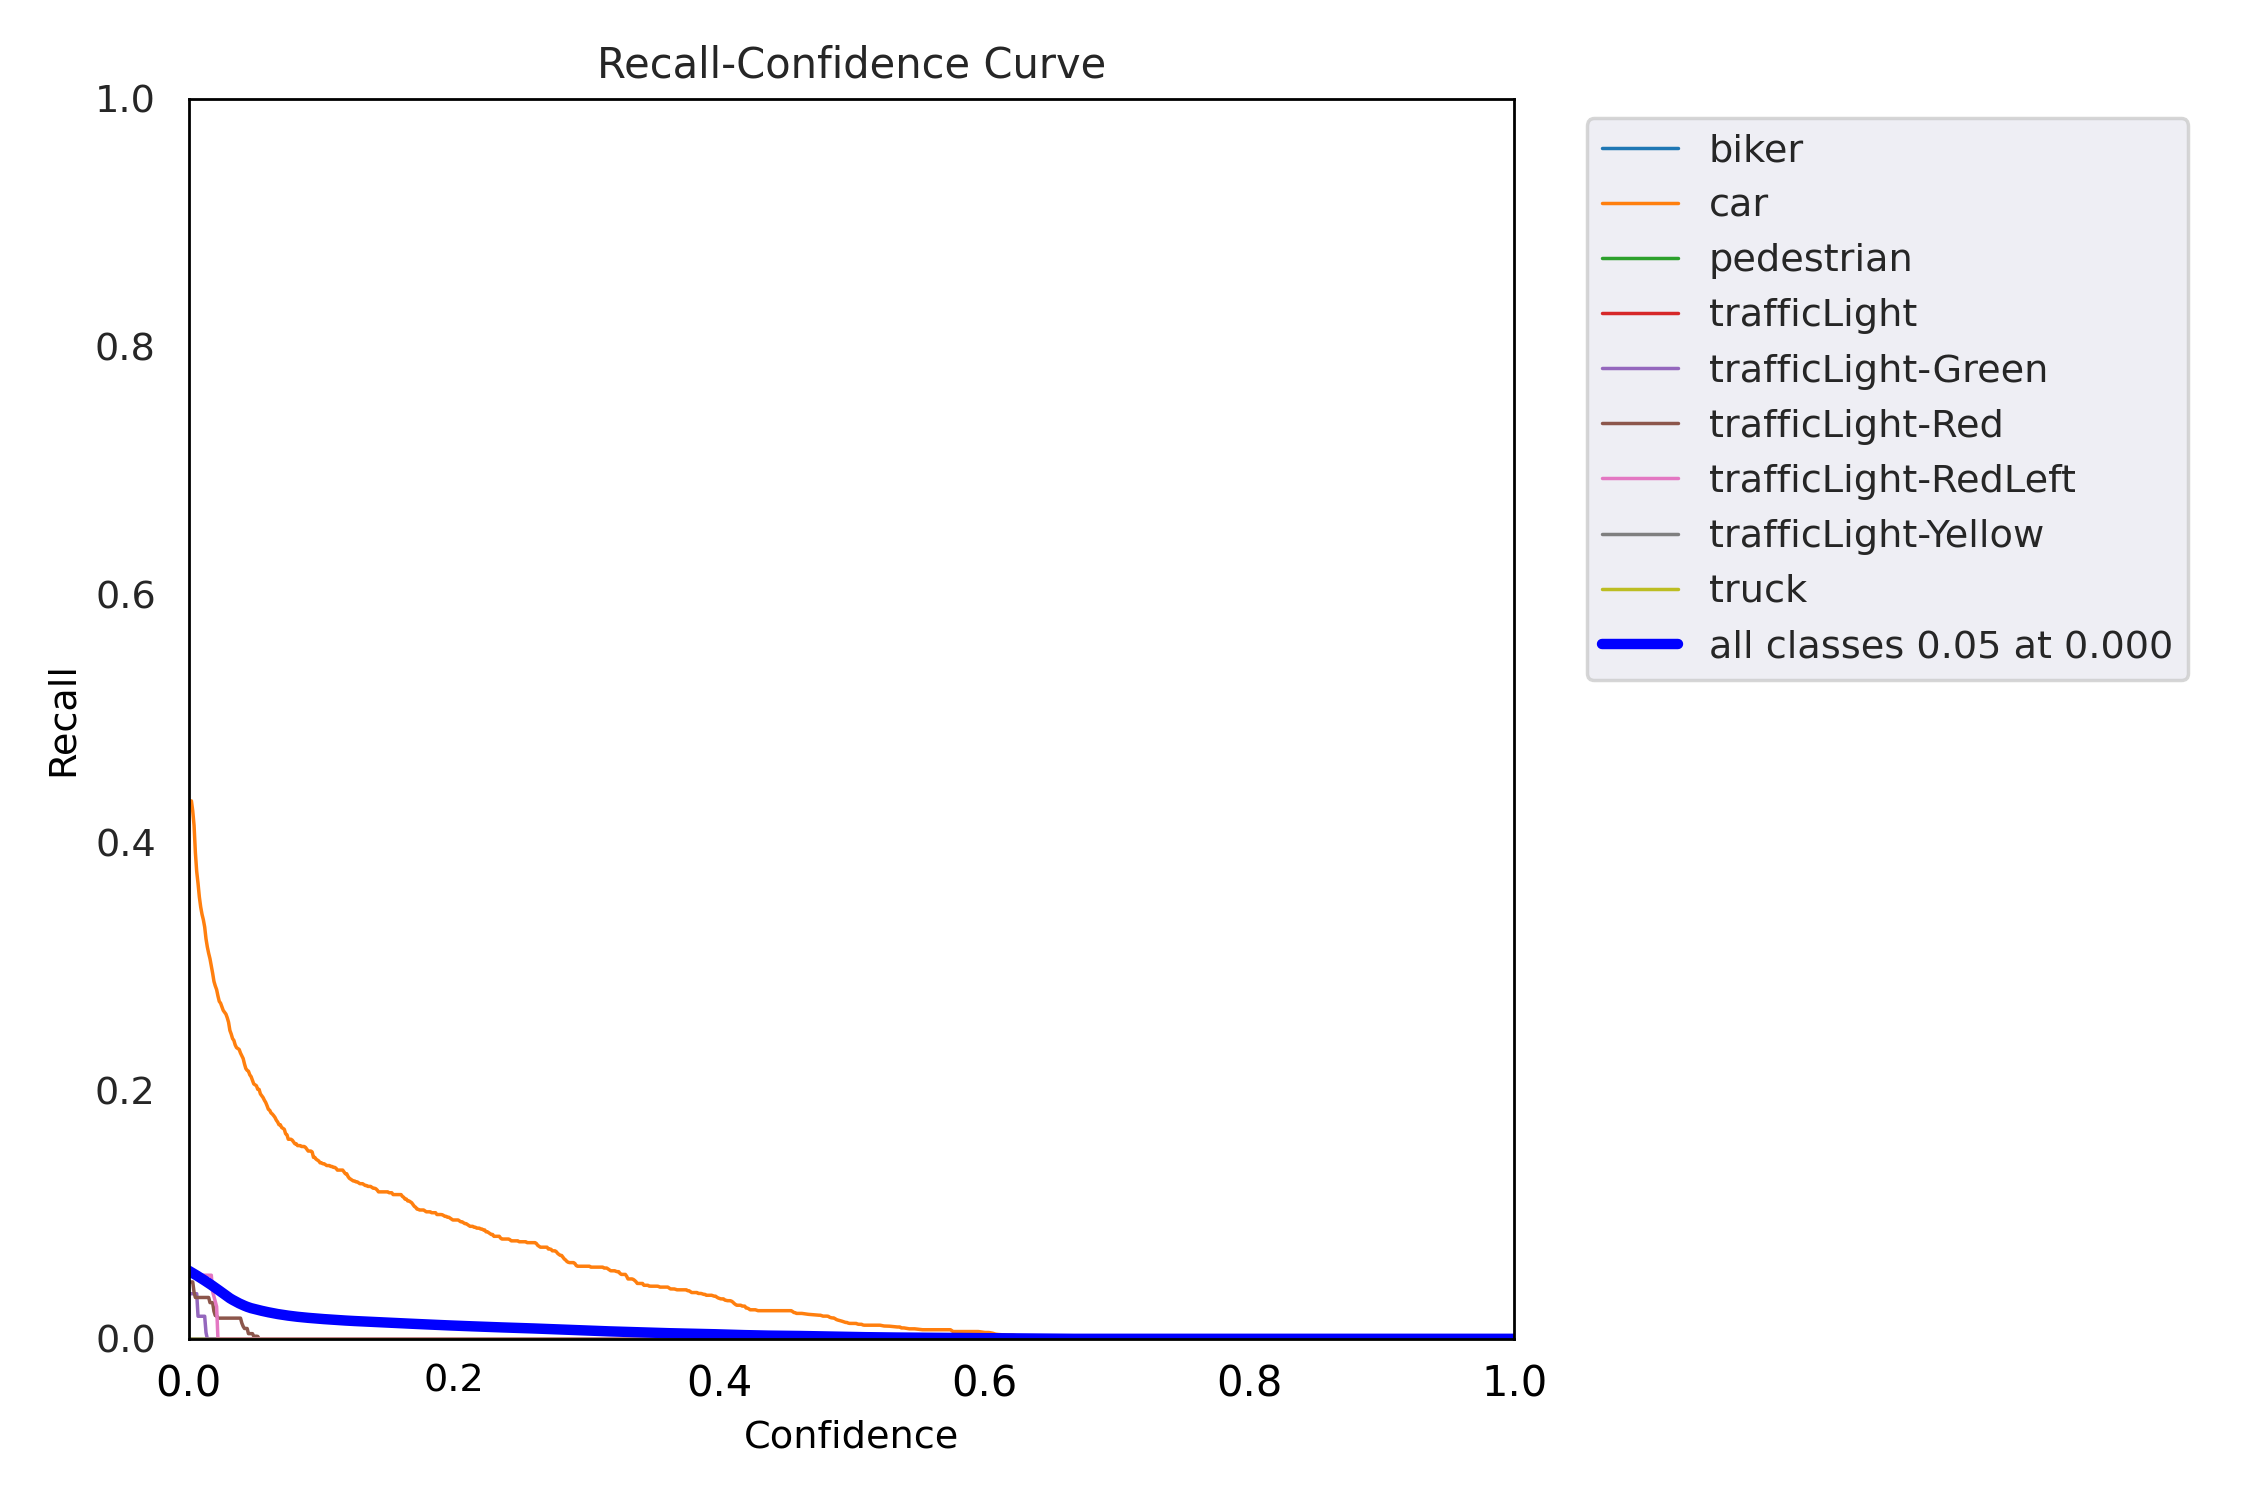 Recall-Confidence Curve
1.0
0.8
0.6
0.4
0.2
0.0
Recall
0.0 0.2 0.4 0.6 0.8 1.0
Confidence
biker
car
pedestrian
trafficLight
trafficLight-Green
trafficLight-Red
trafficLight-RedLeft
trafficLight-Yellow
truck
all classes 0.05 at 0.000